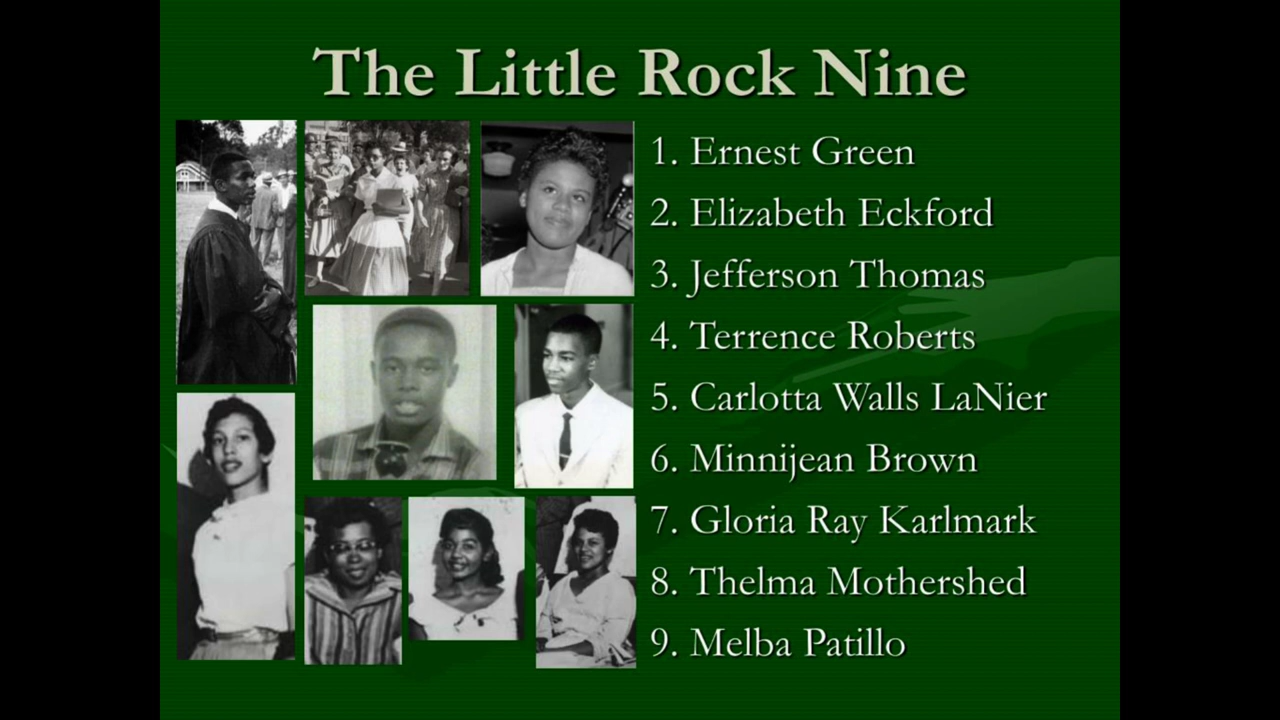 The Little Rock Nine
1. Ernest Green
2. Elizabeth Eckford
3. Jefferson Thomas
4. Terrence Roberts
5. Carlotta Walls LaNier
6. Minnijean Brown
7. Gloria Ray Karlmark
8. Thelma Mothershed
9. Melba Patillo